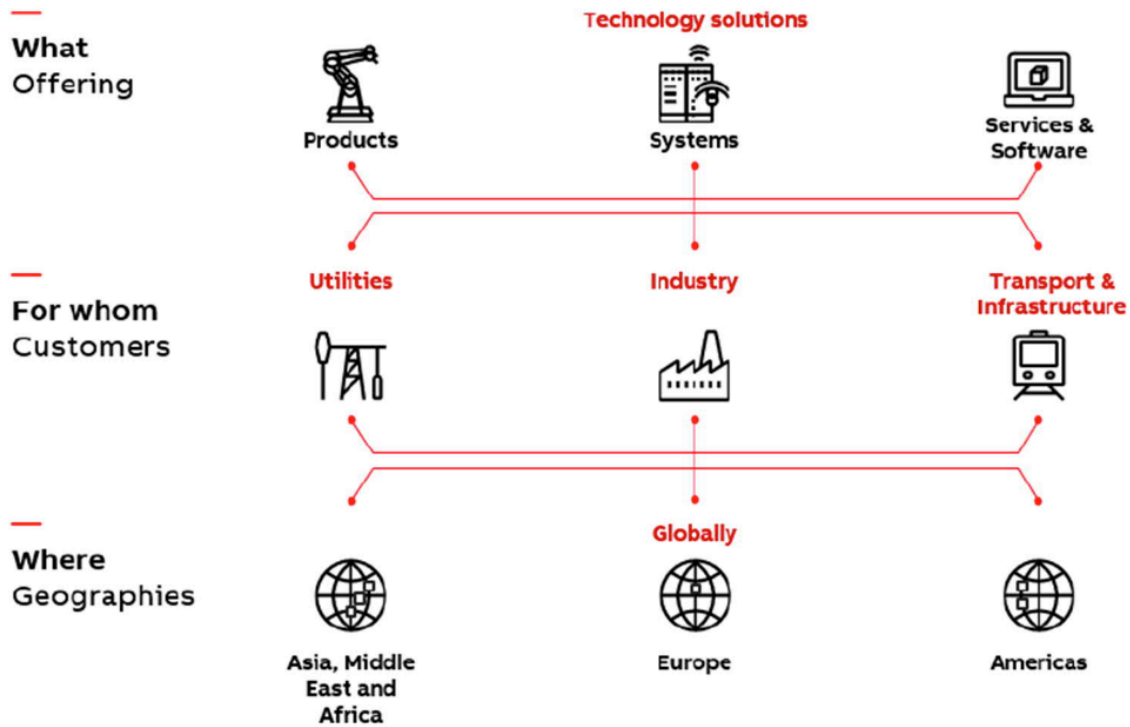 Technology solutions
What
Offering
Products
Systems
Services &
Software
For whom
Customers
Utilities
Industry
Transport &
Infrastructure
Where
Geographies
Globally
Asia, Middle
East and
Africa
Europe
Americas